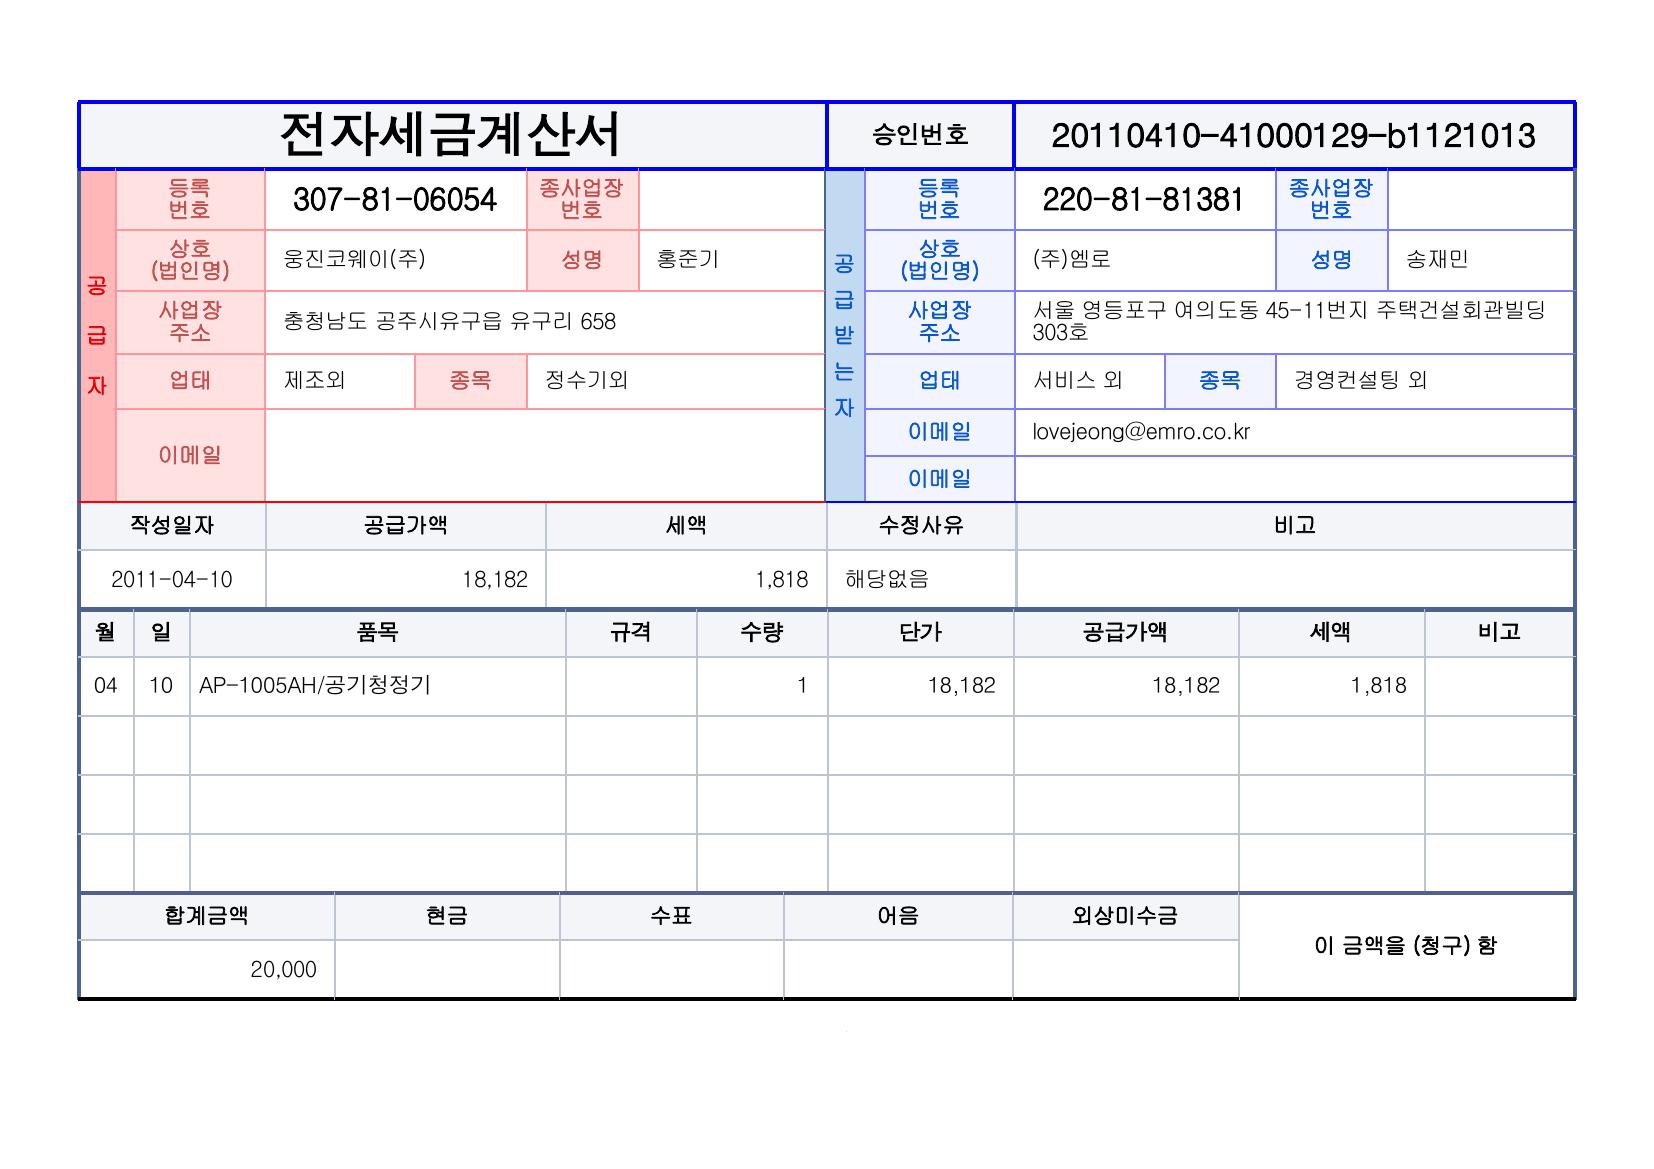 전자세금계산서 승인번호 20110410-41000129-b1121013
공급자
등록번호 307-81-06054 종사업장번호
상호(법인명) 웅진코웨이(주) 성명 홍준기
사업장주소 충청남도 공주시유구읍 유구리 658
업태 제조외 종목 정수기외
이메일
공급받는자
등록번호 220-81-81381 종사업장번호
상호(법인명) (주)엠로 성명 송재민
사업장주소 서울 영등포구 여의도동 45-11번지 주택건설회관빌딩
303호
업태 서비스 외 종목 경영컨설팅 외
이메일 lovejeong@emro.co.kr
이메일
작성일자 공급가액 세액 수정사유 비고
2011-04-10 18,182 1,818 해당없음
월 일 품목 규격 수량 단가 공급가액 세액 비고
04 10 AP-1005AH/공기청정기 1 18,182 18,182 1,818
합계금액 현금 수표 어음 외상미수금
20,000
이 금액을 (청구) 함